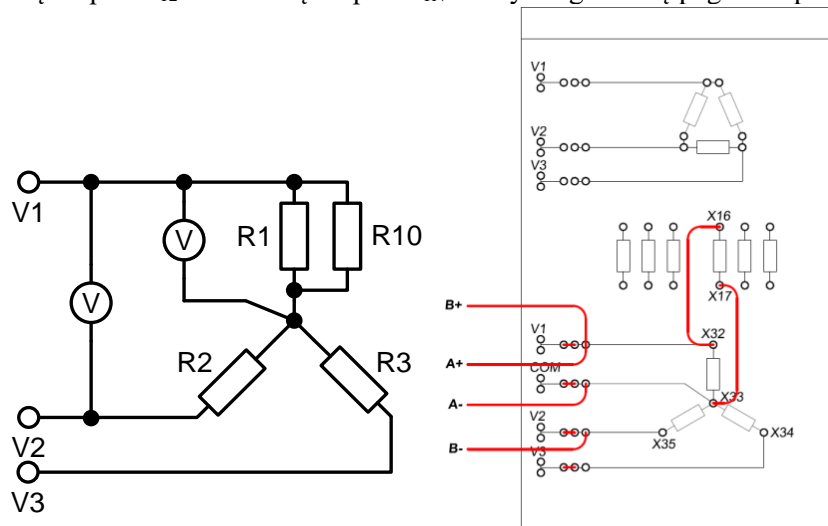 V1
V
V
R1
R10
R2
R3
V2
V3
V1
V2
V3
X16
X17
B+
V1
X32
A+
COM
A-
X33
V2
X35
X34
B-
V3